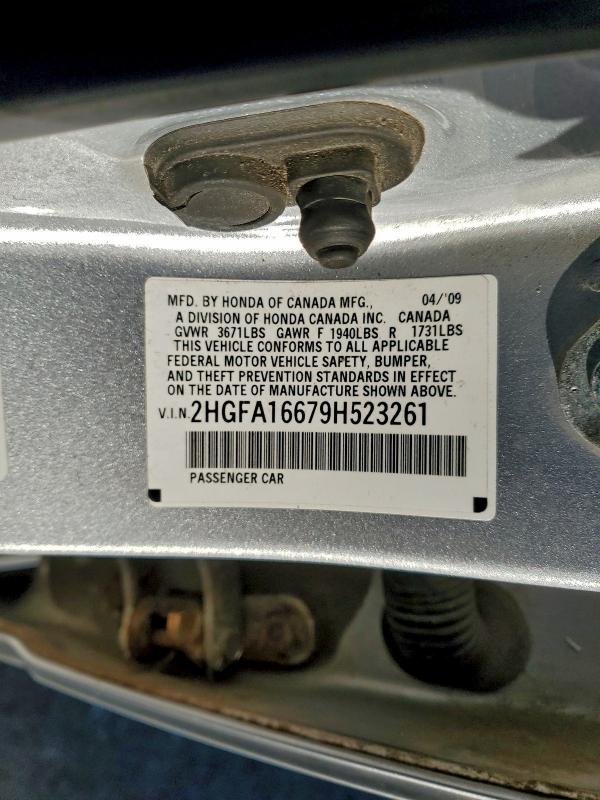 MFD. BY HONDA OF CANADA MFG., 04/'09
A DIVISION OF HONDA CANADA INC. CANADA
GVWR 3671LBS GAWR F 1940LBS R 1731LBS
THIS VEHICLE CONFORMS TO ALL APPLICABLE
FEDERAL MOTOR VEHICLE SAFETY, BUMPER,
AND THEFT PREVENTION STANDARDS IN EFFECT
ON THE DATE OF MANUFACTURE SHOWN ABOVE.
V.I.N. 2HGFA16679H523261
PASSENGER CAR